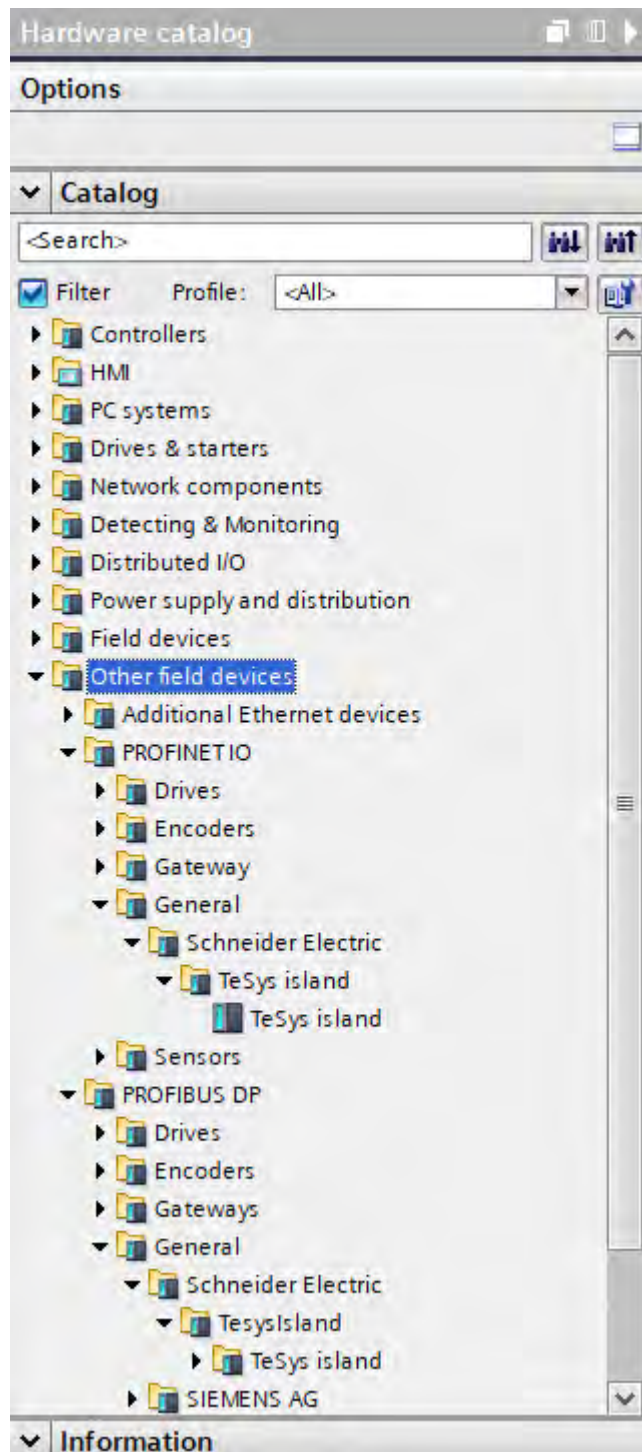 Hardware catalog
Options
Catalog
<Search>
Filter Profile: <All>
Controllers
HMI
PC systems
Drives & starters
Network components
Detecting & Monitoring
Distributed I/O
Power supply and distribution
Field devices
Other field devices
Additional Ethernet devices
PROFINET IO
Drives
Encoders
Gateway
General
Schneider Electric
TeSys island
TeSys island
Sensors
PROFIBUS DP
Drives
Encoders
Gateways
General
Schneider Electric
TesysIsland
TeSys island
SIEMENS AG
Information